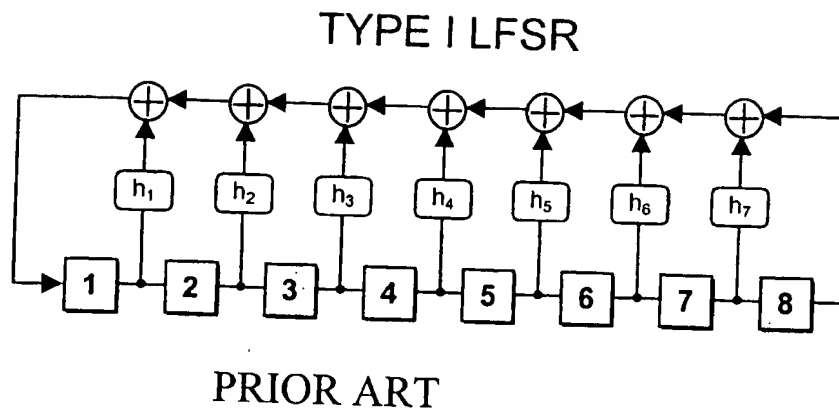 TYPE I LFSR
h₁ h₂ h₃ h₄ h₅ h₆ h₇
1 2 3 4 5 6 7 8
PRIOR ART